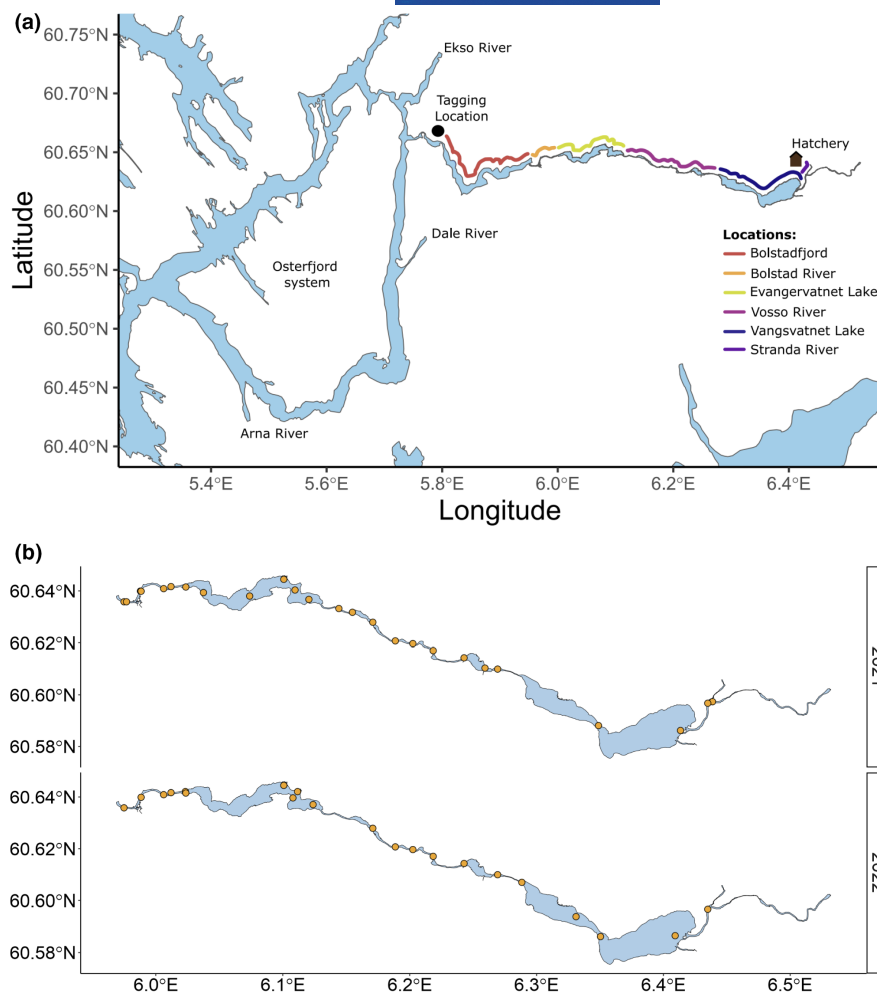 (a)
60.75°N
60.70°N
60.65°N
60.60°N
60.55°N
60.50°N
60.45°N
60.40°N
Latitude
Ekso River
Tagging
Location
Hatchery
Dale River
Osterfjord
system
Arna River
Locations:
Bolstadfjord
Bolstad River
Evangervatnet Lake
Vosso River
Vangsvatnet Lake
Stranda River
5.4°E 5.6°E 5.8°E 6.0°E 6.2°E 6.4°E
Longitude
(b)
60.64°N
60.62°N
60.60°N
60.58°N
60.64°N
60.62°N
60.60°N
60.58°N
6.0°E 6.1°E 6.2°E 6.3°E 6.4°E 6.5°E